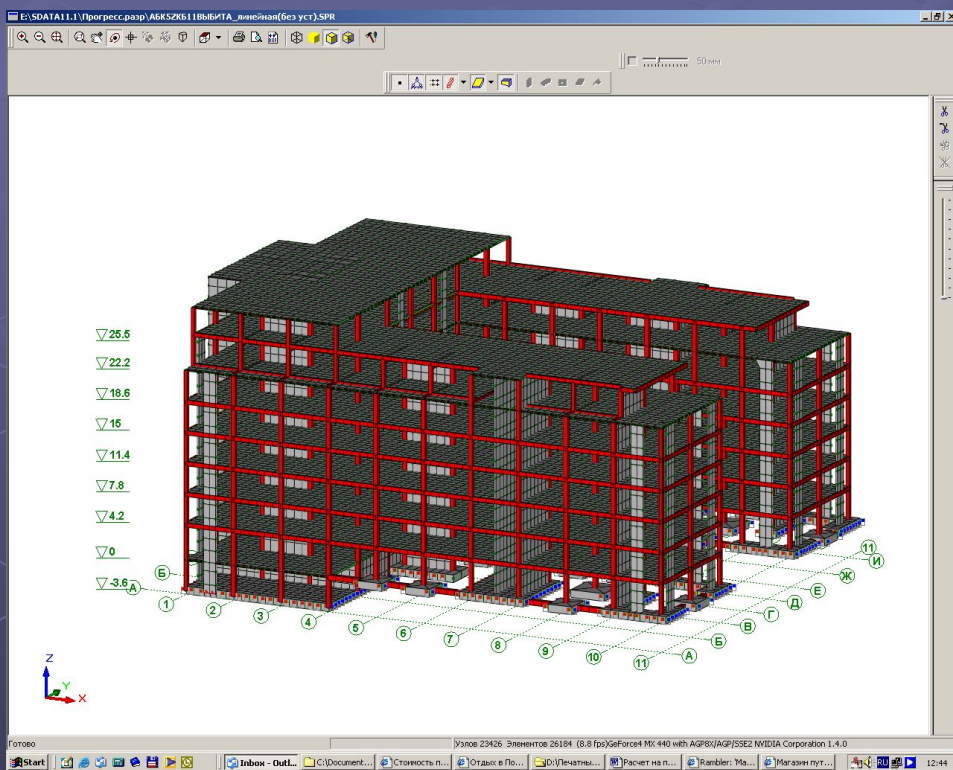 E:\SDATA11.1\Прогресс.разр\АБК5ZКБ11ВЫБИТА_линейная(без уст).SPR
50 мм
25.5
22.2
18.6
15
11.4
7.8
4.2
0
-3.6
Б
А
1
2
3
4
5
6
7
8
9
10
11
А
Б
В
Г
Д
Е
Ж
И
11
Z
Y
X
Готово
Узлов 23426 Элементов 26184 (8.8 fps)GeForce4 MX 440 with AGP8X/AGP/SSE2 NVIDIA Corporation 1.4.0
Start
Inbox - Outl...
C:\Document...
Стоимость п...
Отдых в По...
D:\Печатны...
Расчет на п...
Rambler: 'Ма...
Магазин пут...
RU
12:44